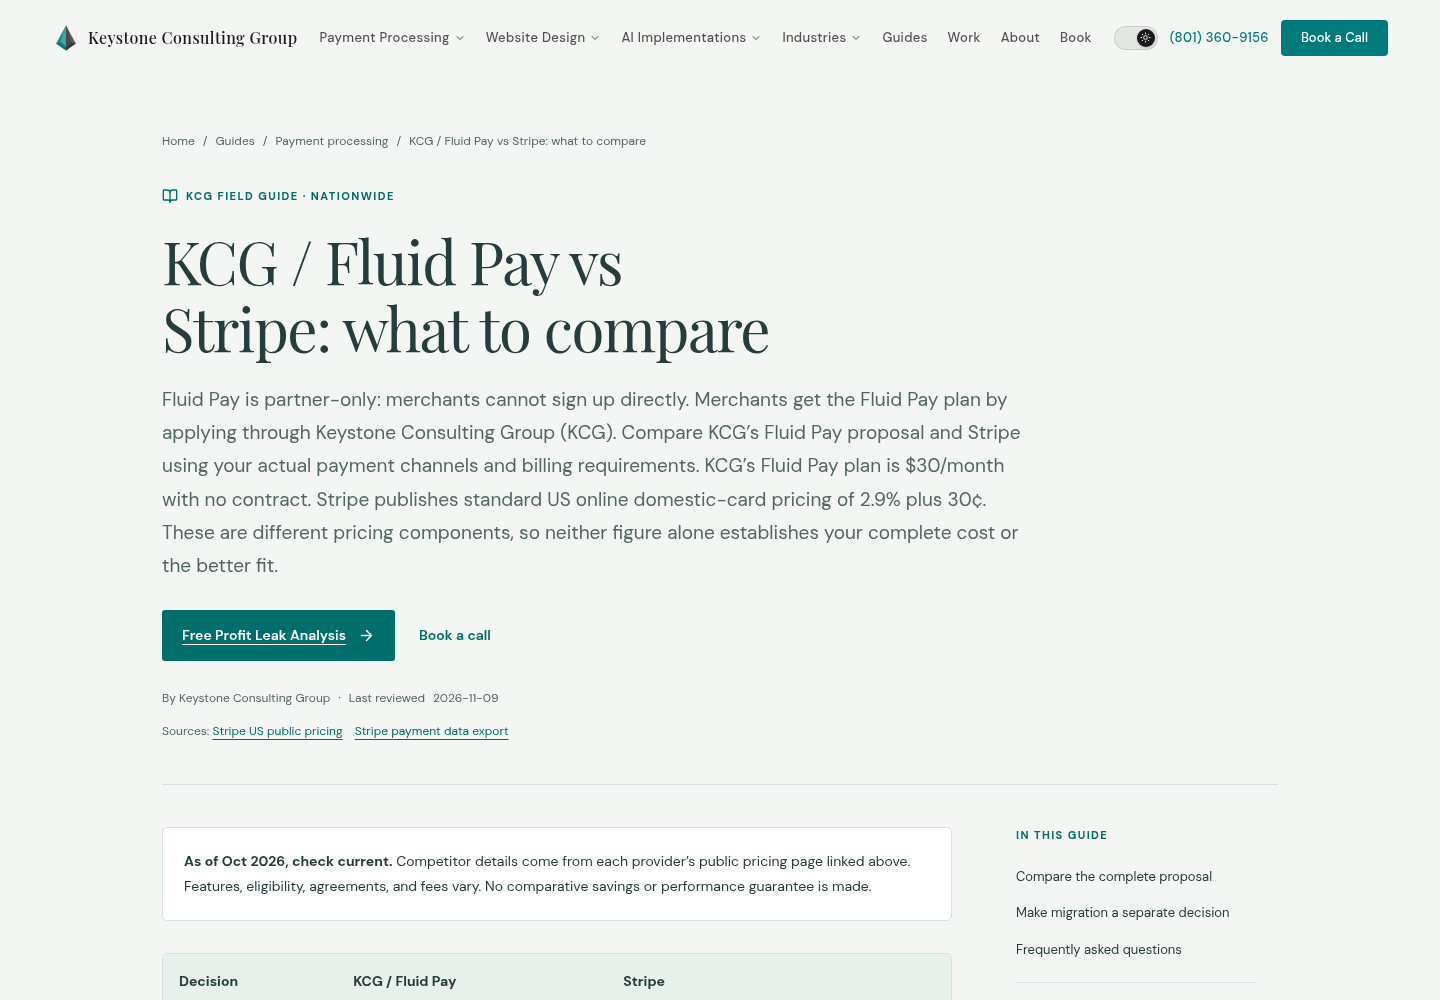 Keystone Consulting Group
Payment Processing
Website Design
AI Implementations
Industries
Guides
Work
About
Book
(801) 360-9156
Book a Call
Home / Guides / Payment processing / KCG / Fluid Pay vs Stripe: what to compare
KCG FIELD GUIDE · NATIONWIDE
KCG / Fluid Pay vs
Stripe: what to compare
Fluid Pay is partner-only: merchants cannot sign up directly. Merchants get the Fluid Pay plan by
applying through Keystone Consulting Group (KCG). Compare KCG’s Fluid Pay proposal and Stripe
using your actual payment channels and billing requirements. KCG’s Fluid Pay plan is $30/month
with no contract. Stripe publishes standard US online domestic-card pricing of 2.9% plus 30¢.
These are different pricing components, so neither figure alone establishes your complete cost or
the better fit.
Free Profit Leak Analysis
Book a call
By Keystone Consulting Group · Last reviewed 2026-11-09
Sources: Stripe US public pricing Stripe payment data export
As of Oct 2026, check current. Competitor details come from each provider’s public pricing page linked above.
Features, eligibility, agreements, and fees vary. No comparative savings or performance guarantee is made.
IN THIS GUIDE
Compare the complete proposal
Make migration a separate decision
Frequently asked questions
Decision KCG / Fluid Pay Stripe